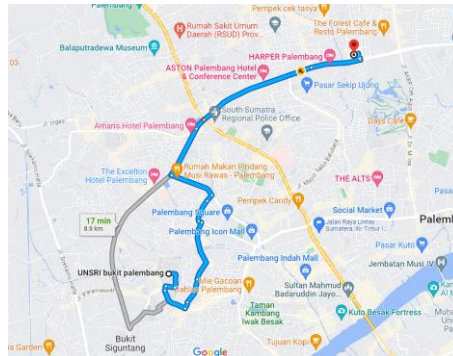 Pempek cek tasya
The Forest Cafe &
Resto Palembang
Rumah Sakit Umum
Daerah (RSUD) Prov...
Balaputradewa Museum
HARPER Palembang
03
ASTON Palembang Hotel
& Conference Center
Pasar Sekip Ujung
South Sumatra
Regional Police Office
Amaris Hotel Palembang
The Excelton
Hotel Palembang
Rumah Makan Pindang
Musi Rawas - Palembang
THE ALTS
Pempek Candy
Palembang Square
Social Market
17 min
8.9 km
Palembang Icon Mall
Jalan Raya Lintas
Sumatera, Air Timur I...
Palemb
Pasar Kuto
UNSRI bukit palembang
Palembang Indah Mall
Jembatan Musi IV
Mie Gacoan
Dahlan Palembang
Sultan Mahmud
Badaruddin Jayo...
Taman
Kambang
Iwak Besak
Kuto Besak Fortress
Bukit
Siguntang
Tujuan Kopi
a Garden
Google